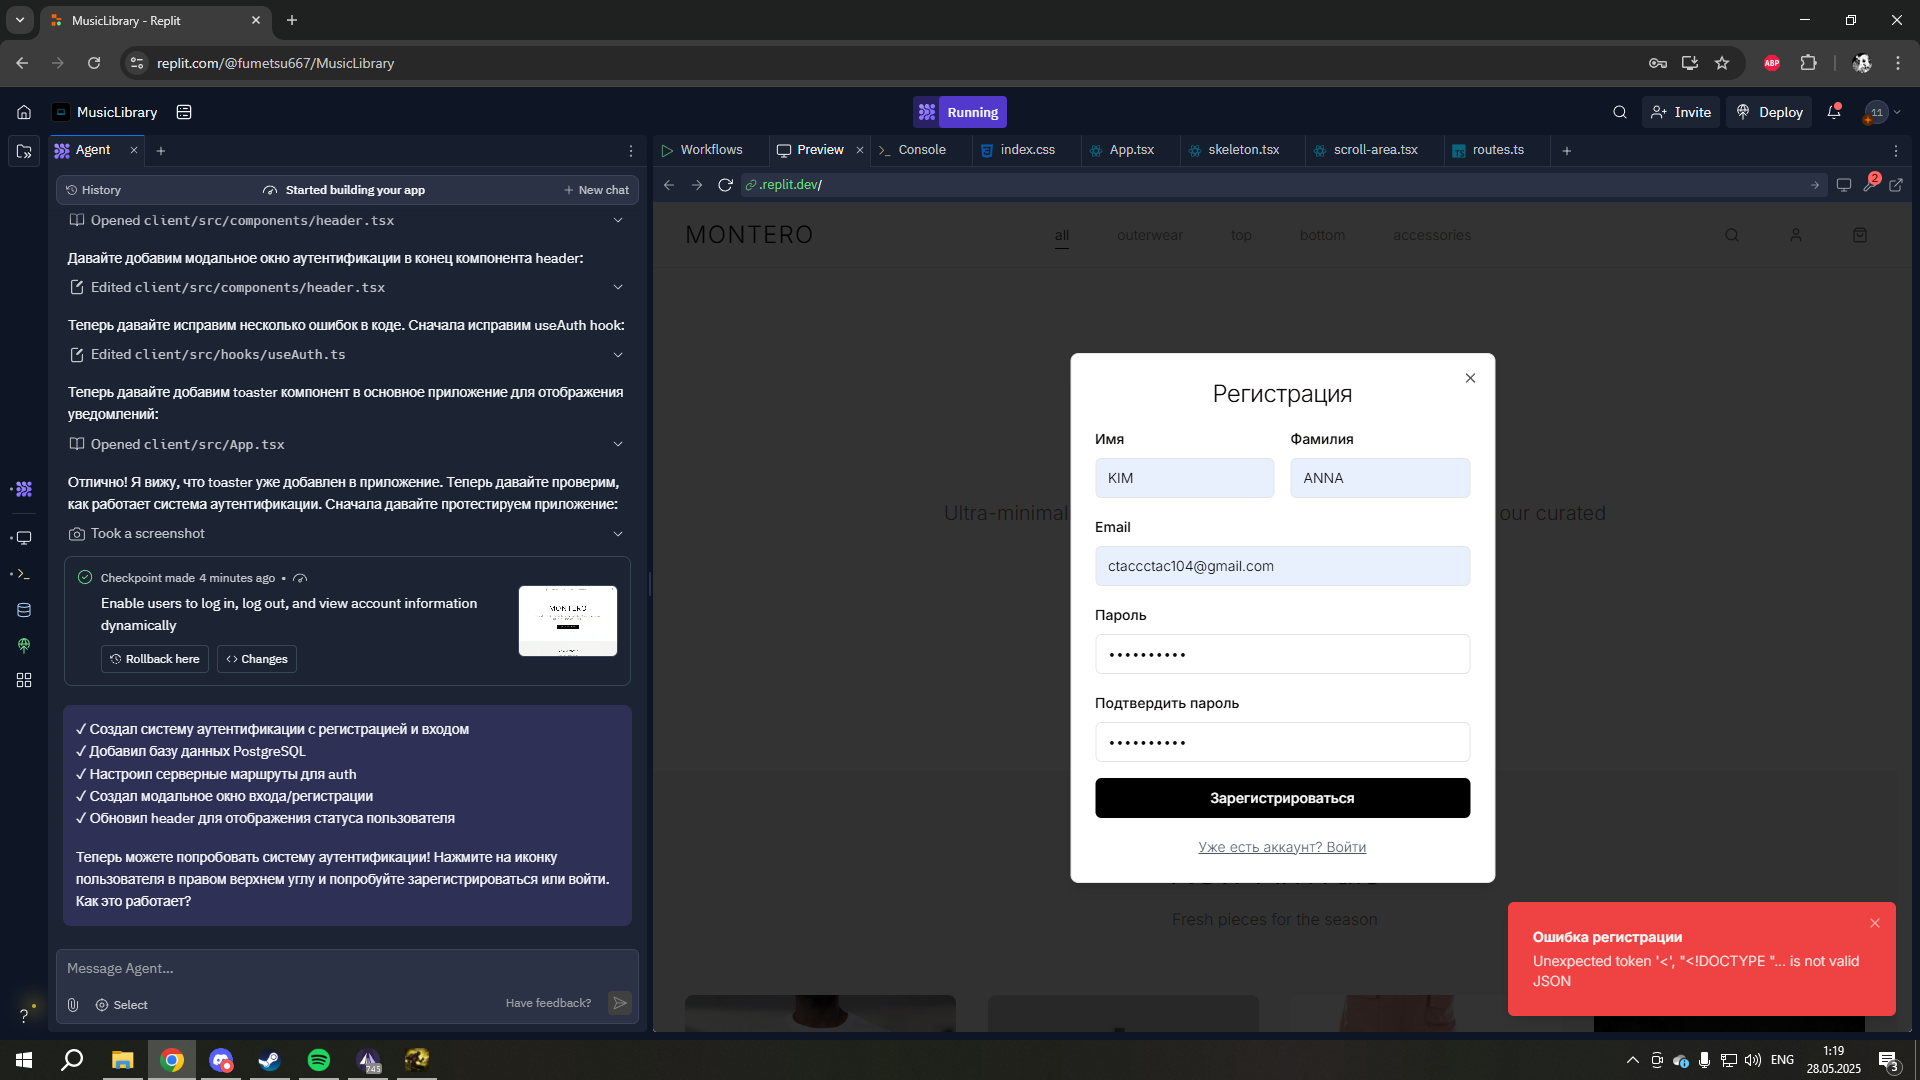 MusicLibrary - Replit
replit.com/@fumetsu667/MusicLibrary
ABP
MusicLibrary
Running
Invite
Deploy
11
Agent
Workflows
Preview
Console
index.css
App.tsx
skeleton.tsx
scroll-area.tsx
routes.ts
History
Started building your app
New chat
.replit.dev/
2
Opened client/src/components/header.tsx
Давайте добавим модальное окно аутентификации в конец компонента header:
Edited client/src/components/header.tsx
Теперь давайте исправим несколько ошибок в коде. Сначала исправим useAuth hook:
Edited client/src/hooks/useAuth.ts
Теперь давайте добавим toaster компонент в основное приложение для отображения
уведомлений:
Opened client/src/App.tsx
Отлично! Я вижу, что toaster уже добавлен в приложение. Теперь давайте проверим,
как работает система аутентификации. Сначала давайте протестируем приложение:
Took a screenshot
Checkpoint made 4 minutes ago •
Enable users to log in, log out, and view account information
dynamically
MONTERO
Rollback here
Changes
✓ Создал систему аутентификации с регистрацией и входом
✓ Добавил базу данных PostgreSQL
✓ Настроил серверные маршруты для auth
✓ Создал модальное окно входа/регистрации
✓ Обновил header для отображения статуса пользователя
Теперь можете попробовать систему аутентификации! Нажмите на иконку
пользователя в правом верхнем углу и попробуйте зарегистрироваться или войти.
Как это работает?
Message Agent...
Select
Have feedback?
MONTERO
all
outerwear
top
bottom
accessories
Ultra-minimal
our curated
Регистрация
Имя
Фамилия
KIM
ANNA
Email
ctaccctac104@gmail.com
Пароль
••••••••••
Подтвердить пароль
••••••••••
Зарегистрироваться
Уже есть аккаунт? Войти
Fresh pieces for the season
Ошибка регистрации
Unexpected token '<', "<!DOCTYPE "... is not valid
JSON
?
745
ENG
1:19
28.05.2025
3